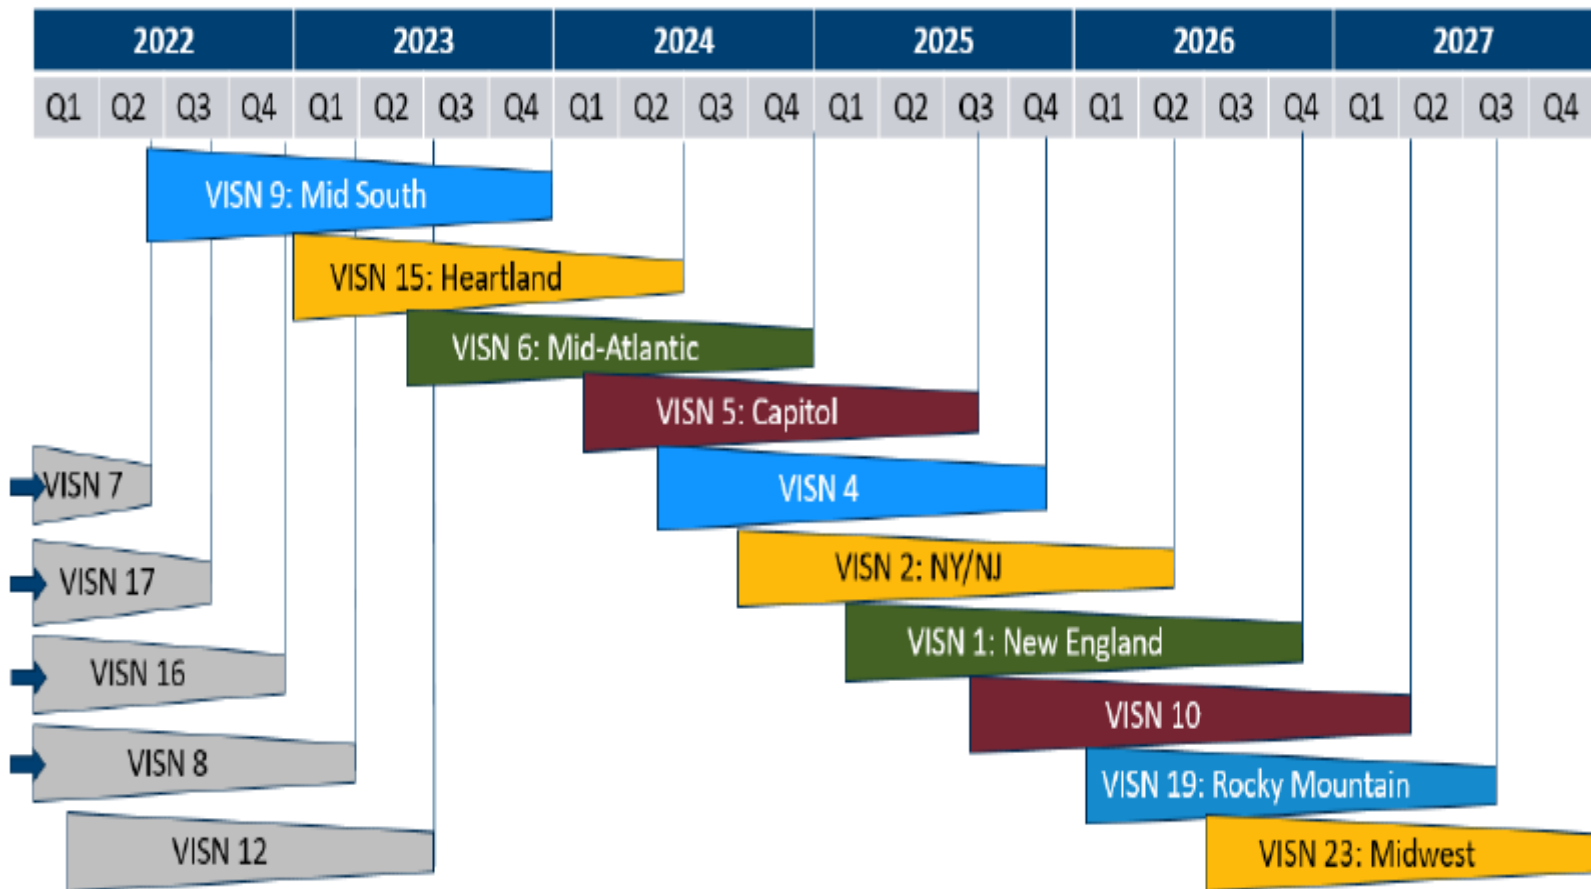 2022 2023 2024 2025 2026 2027
Q1 Q2 Q3 Q4 Q1 Q2 Q3 Q4 Q1 Q2 Q3 Q4 Q1 Q2 Q3 Q4 Q1 Q2 Q3 Q4 Q1 Q2 Q3 Q4
VISN 9: Mid South
VISN 15: Heartland
VISN 6: Mid-Atlantic
VISN 5: Capitol
VISN 7
VISN 4
VISN 17
VISN 2: NY/NJ
VISN 1: New England
VISN 16
VISN 10
VISN 8
VISN 19: Rocky Mountain
VISN 12
VISN 23: Midwest